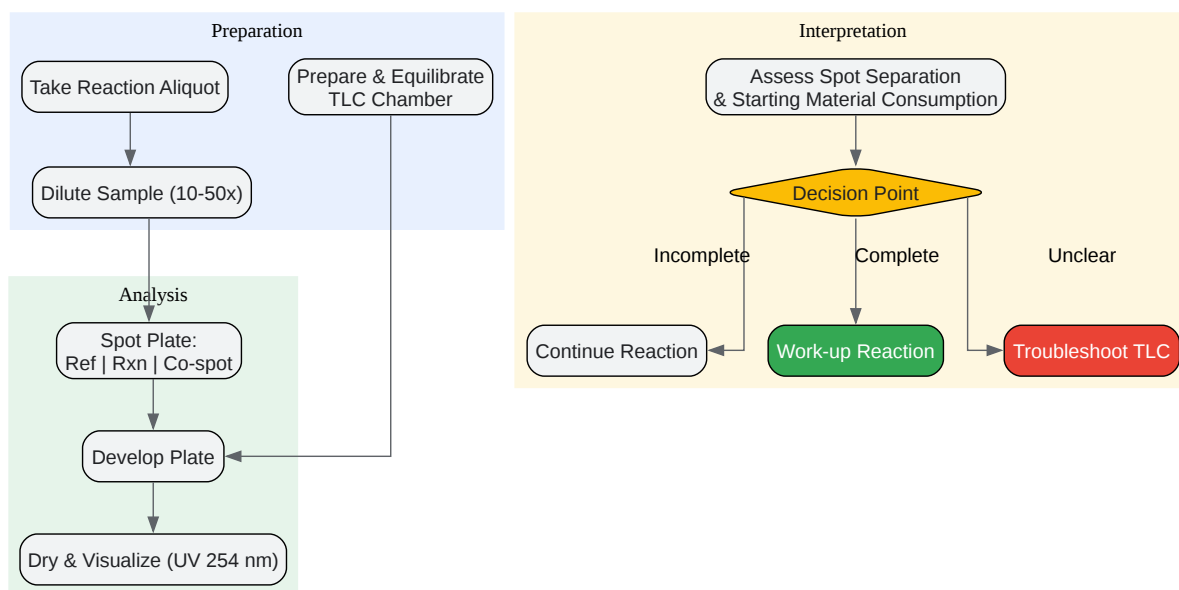 Preparation
Take Reaction Aliquot
Prepare & Equilibrate
TLC Chamber
Dilute Sample (10-50x)
Analysis
Spot Plate:
Ref | Rxn | Co-spot
Develop Plate
Dry & Visualize (UV 254 nm)
Interpretation
Assess Spot Separation
& Starting Material Consumption
Decision Point
Incomplete
Complete
Unclear
Continue Reaction
Work-up Reaction
Troubleshoot TLC